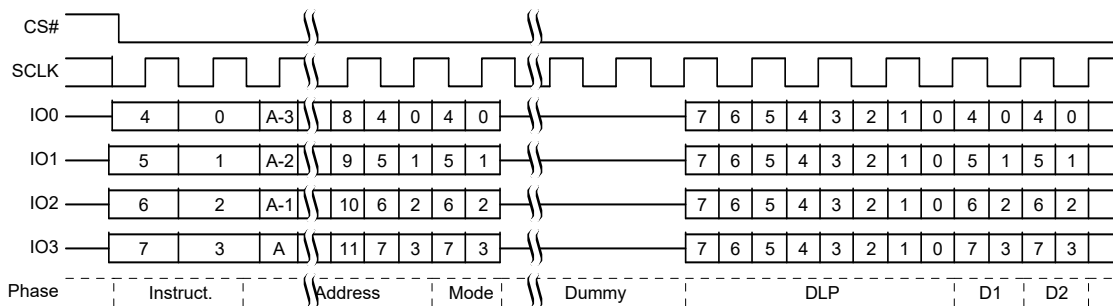 CS#
SCLK
IO0 4 0 A-3 8 4 0 4 0 7 6 5 4 3 2 1 0 4 0 4 0
IO1 5 1 A-2 9 5 1 5 1 7 6 5 4 3 2 1 0 5 1 5 1
IO2 6 2 A-1 10 6 2 6 2 7 6 5 4 3 2 1 0 6 2 6 2
IO3 7 3 A 11 7 3 7 3 7 6 5 4 3 2 1 0 7 3 7 3
Phase Instruct. Address Mode Dummy DLP D1 D2